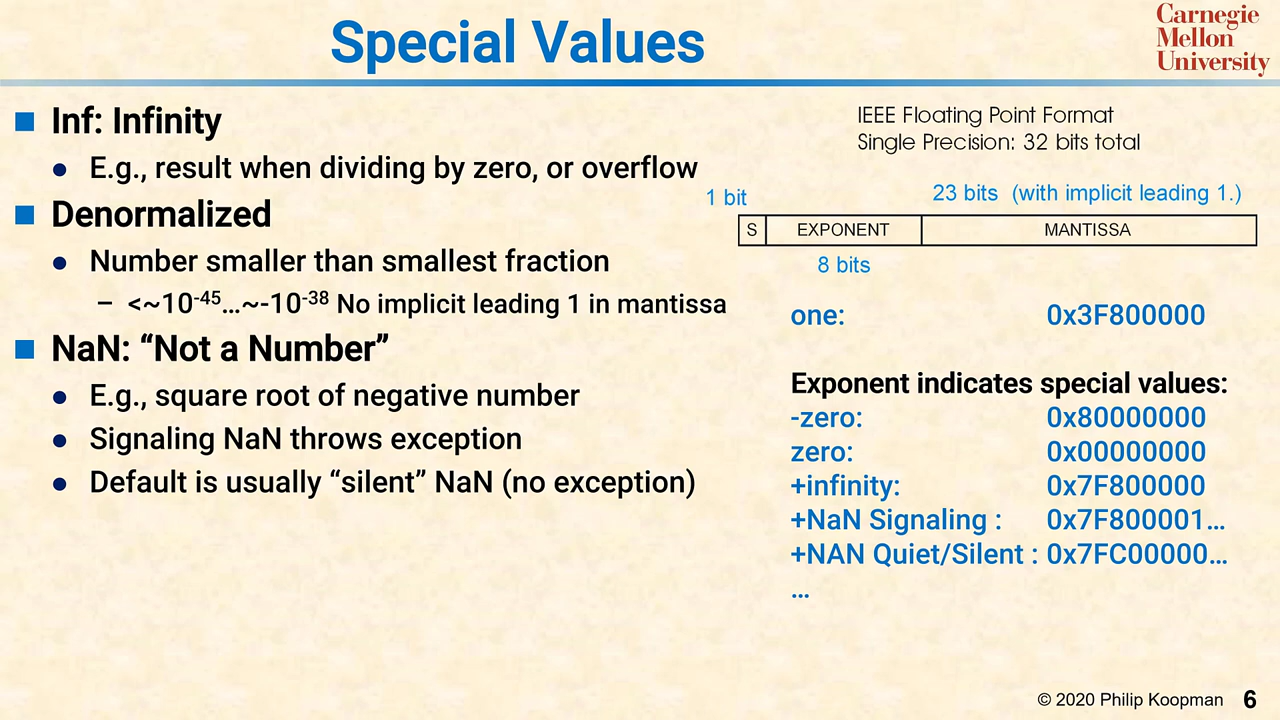 Special Values
Carnegie
Mellon
University
Inf: Infinity
E.g., result when dividing by zero, or overflow
Denormalized
Number smaller than smallest fraction
– <~10⁻⁴⁵…~-10⁻³⁸ No implicit leading 1 in mantissa
NaN: “Not a Number”
E.g., square root of negative number
Signaling NaN throws exception
Default is usually “silent” NaN (no exception)
IEEE Floating Point Format
Single Precision: 32 bits total
1 bit
23 bits (with implicit leading 1.)
S EXPONENT MANTISSA
8 bits
one: 0x3F800000
Exponent indicates special values:
-zero: 0x80000000
zero: 0x00000000
+infinity: 0x7F800000
+NaN Signaling : 0x7F800001…
+NAN Quiet/Silent : 0x7FC00000…
…
© 2020 Philip Koopman 6